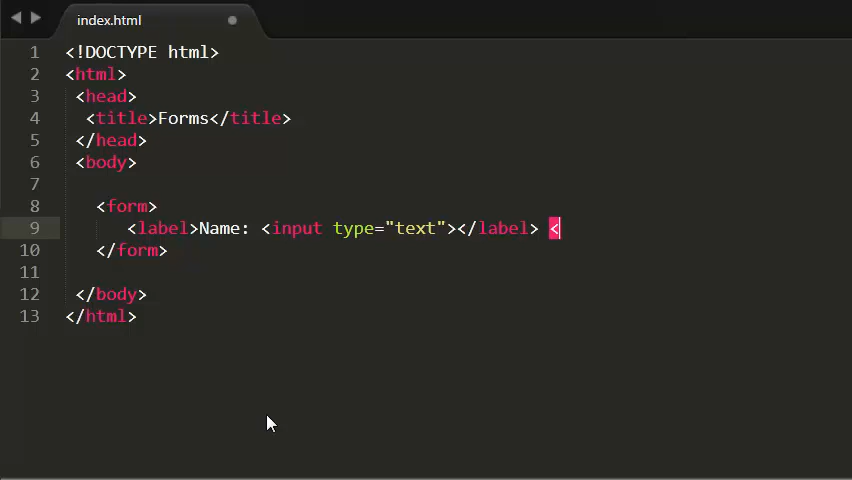 index.html
1 <!DOCTYPE html>
2 <html>
3 <head>
4 <title>Forms</title>
5 </head>
6 <body>
7
8 <form>
9 <label>Name: <input type="text"></label> <
10 </form>
11
12 </body>
13 </html>